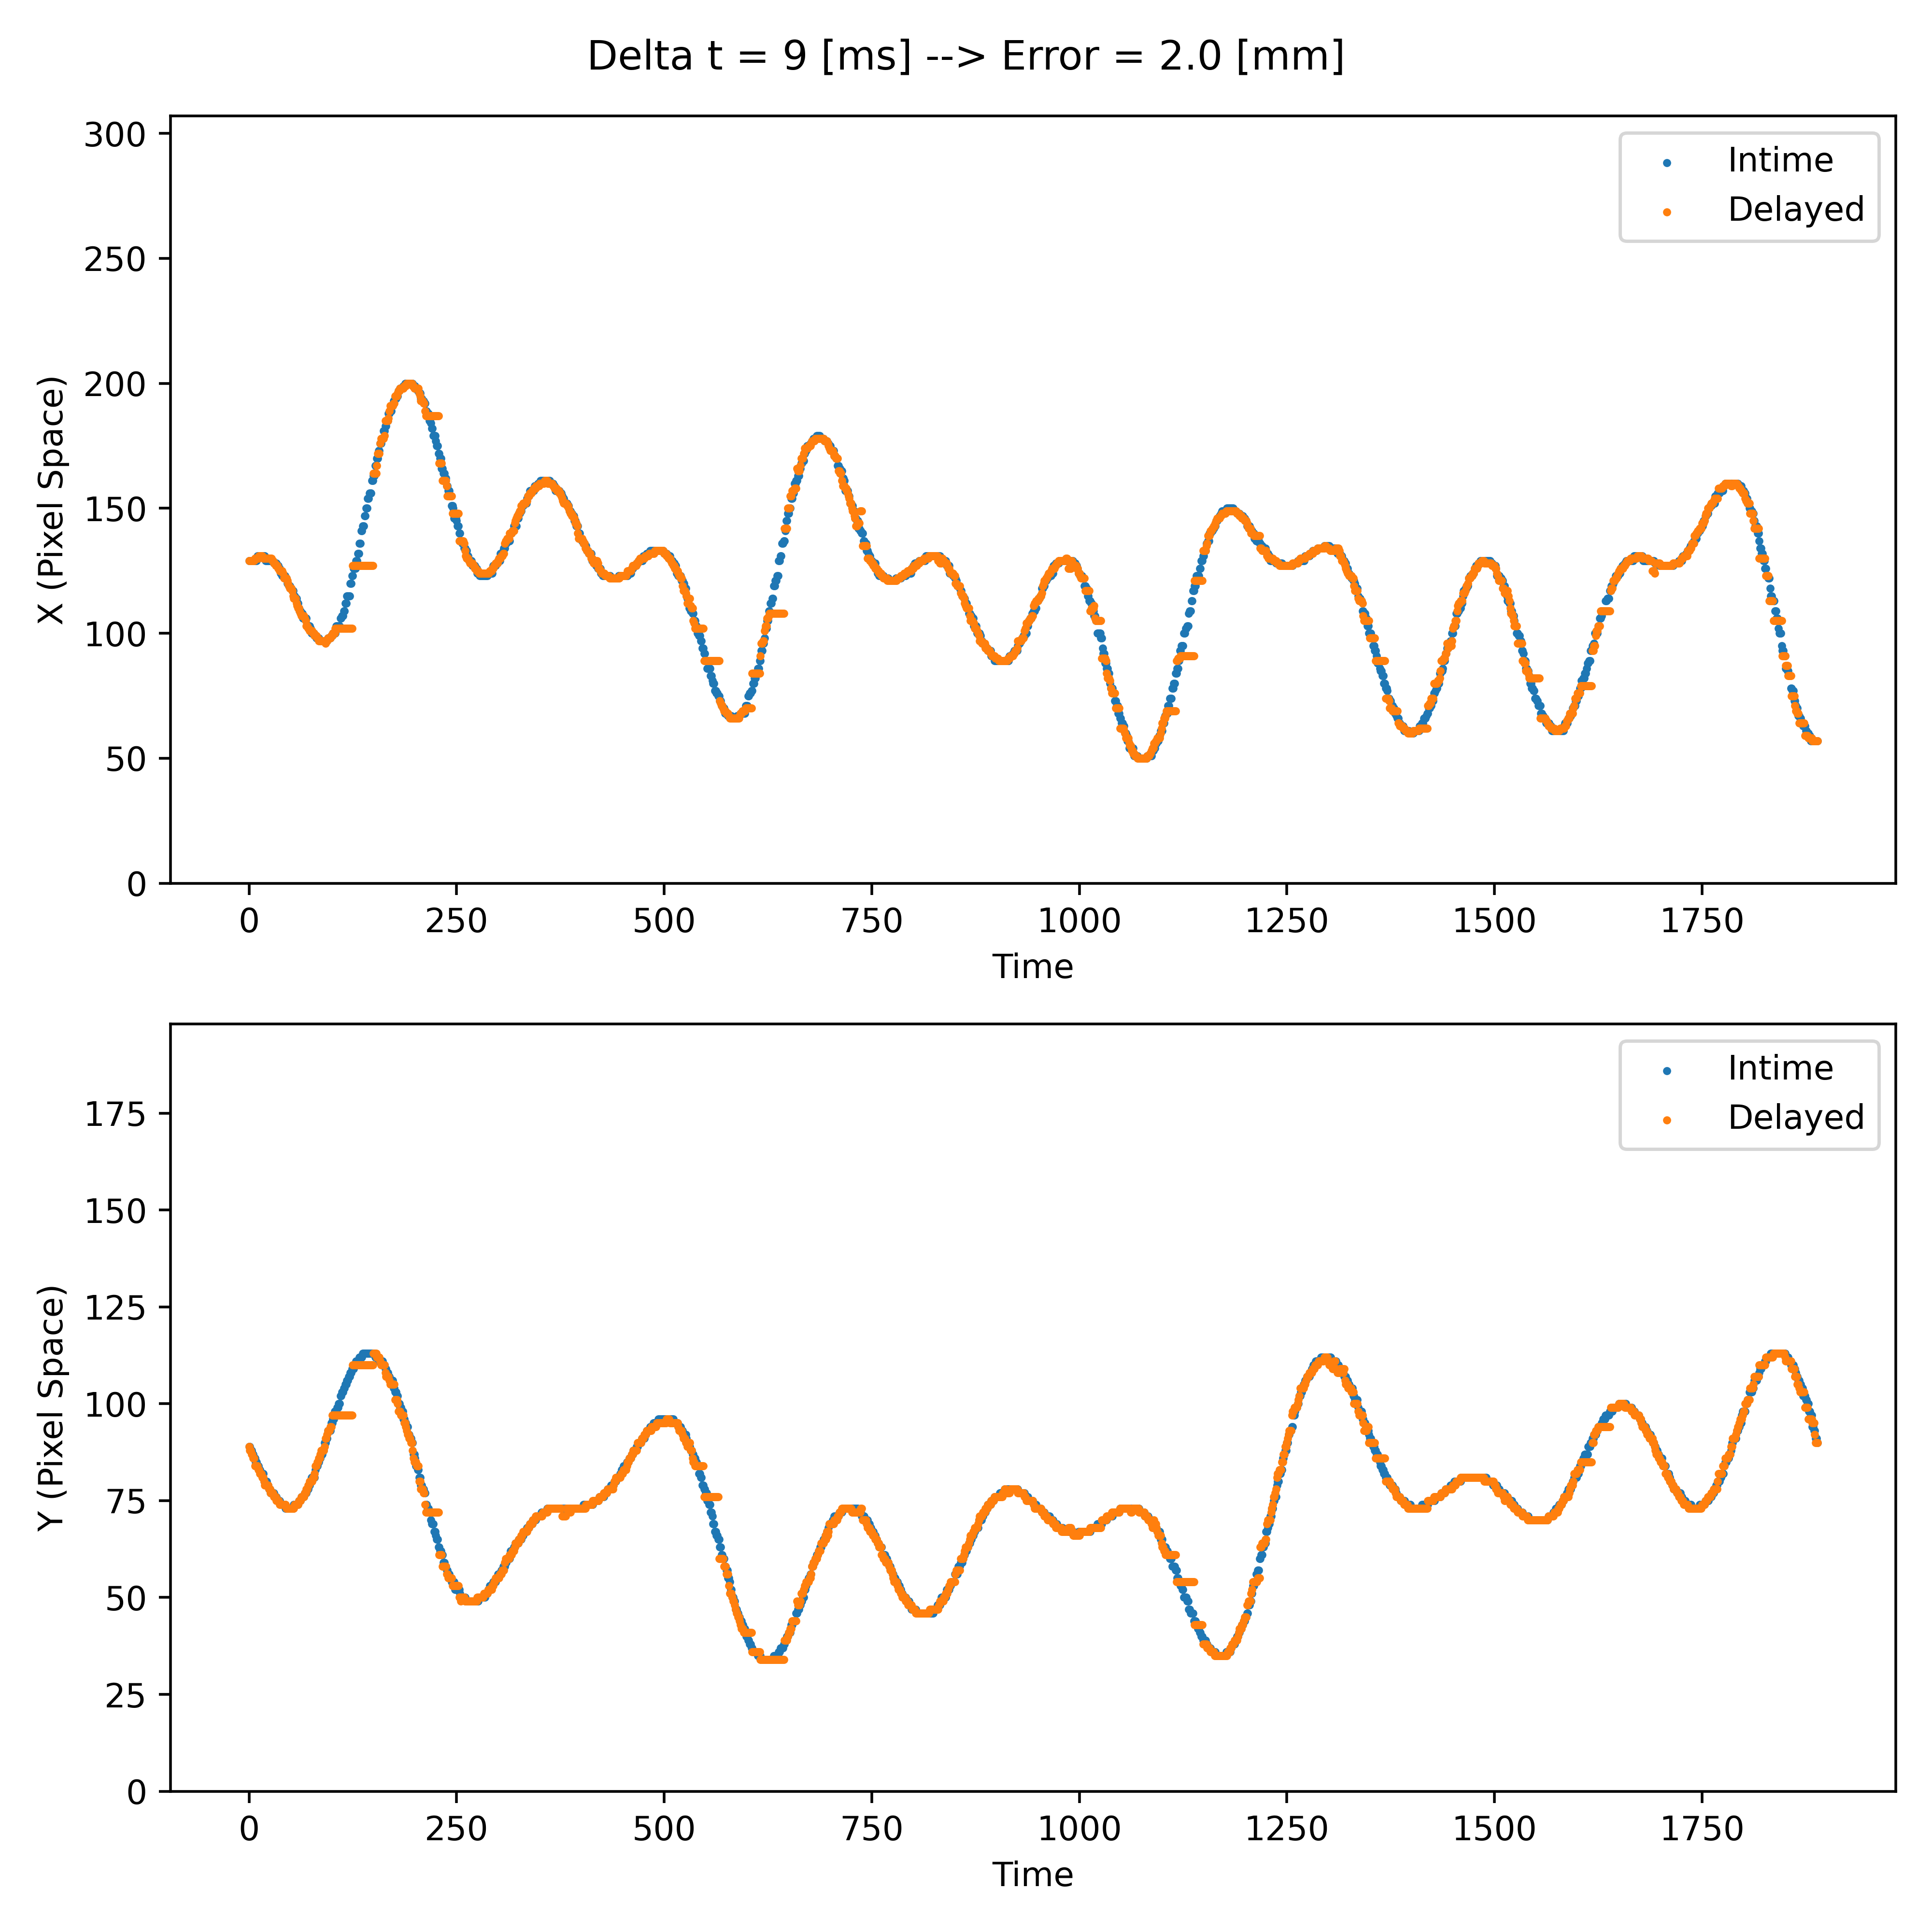 Delta t = 9 [ms] --> Error = 2.0 [mm]
300
250
200
150
100
50
0
X (Pixel Space)
Intime
Delayed
0 250 500 750 1000 1250 1500 1750
Time
175
150
125
100
75
50
25
0
Y (Pixel Space)
Intime
Delayed
0 250 500 750 1000 1250 1500 1750
Time